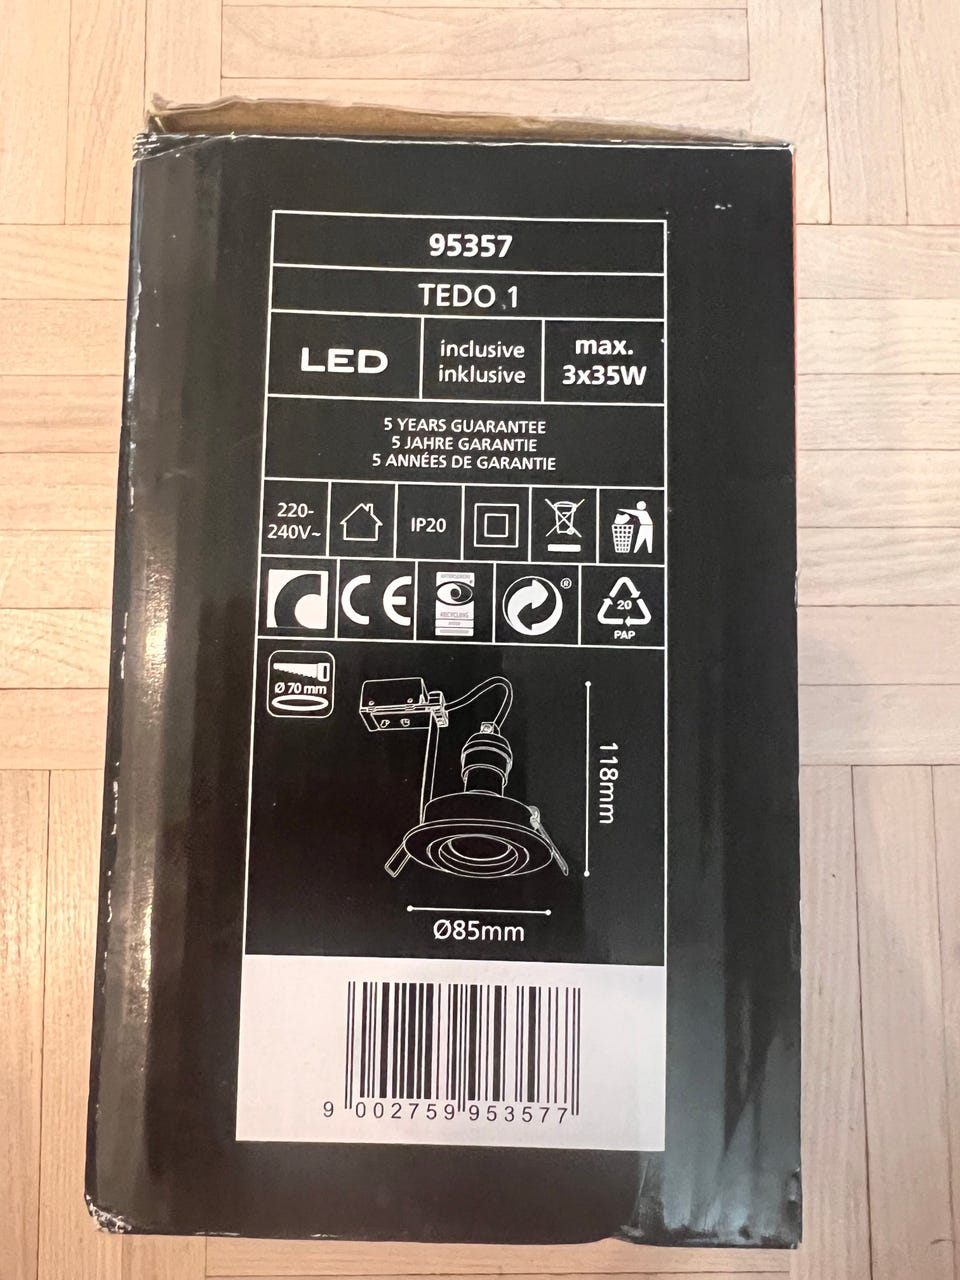 95357
TEDO 1
LED
inclusive
inklusive
max.
3x35W
5 YEARS GUARANTEE
5 JAHRE GARANTIE
5 ANNÉES DE GARANTIE
220-
240V~
IP20
CE
RECYCLING
®
20
PAP
Ø 70 mm
118mm
Ø85mm
9 002759 953577